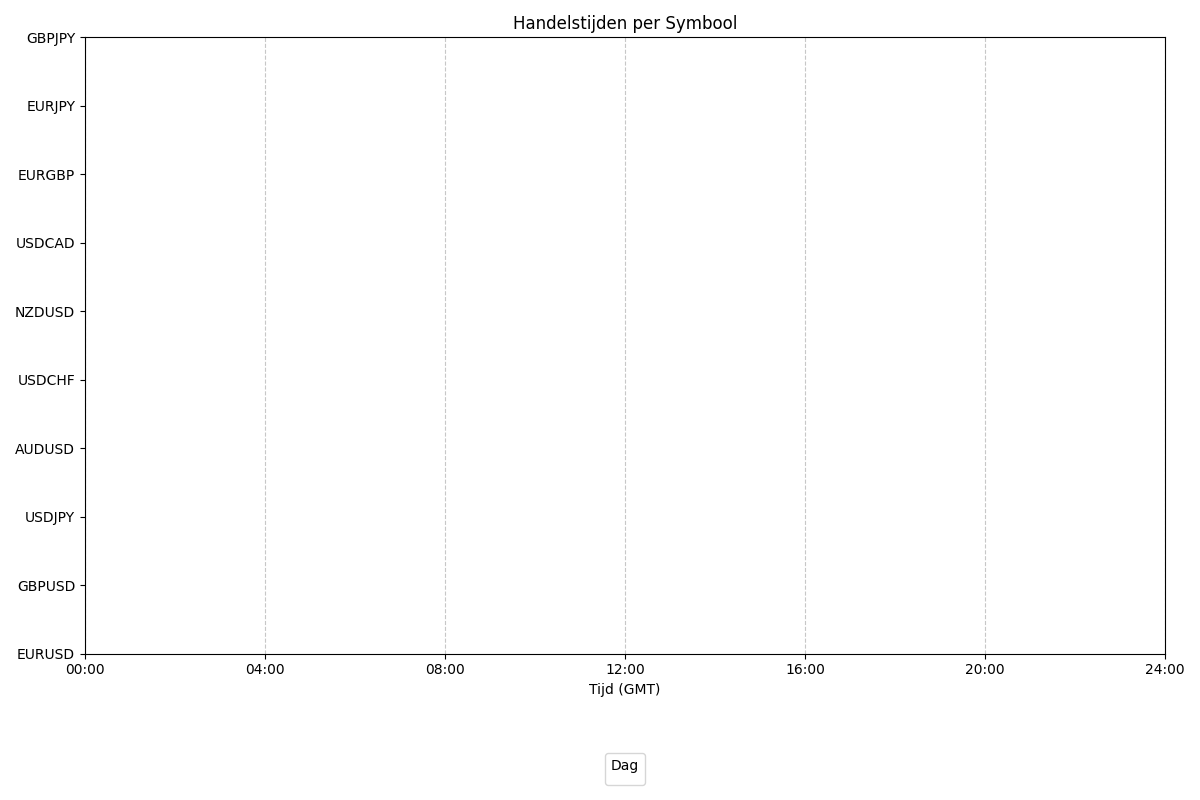 Handelstijden per Symbool
GBPJPY
EURJPY
EURGBP
USDCAD
NZDUSD
USDCHF
AUDUSD
USDJPY
GBPUSD
EURUSD
00:00 04:00 08:00 12:00 16:00 20:00 24:00
Tijd (GMT)
Dag